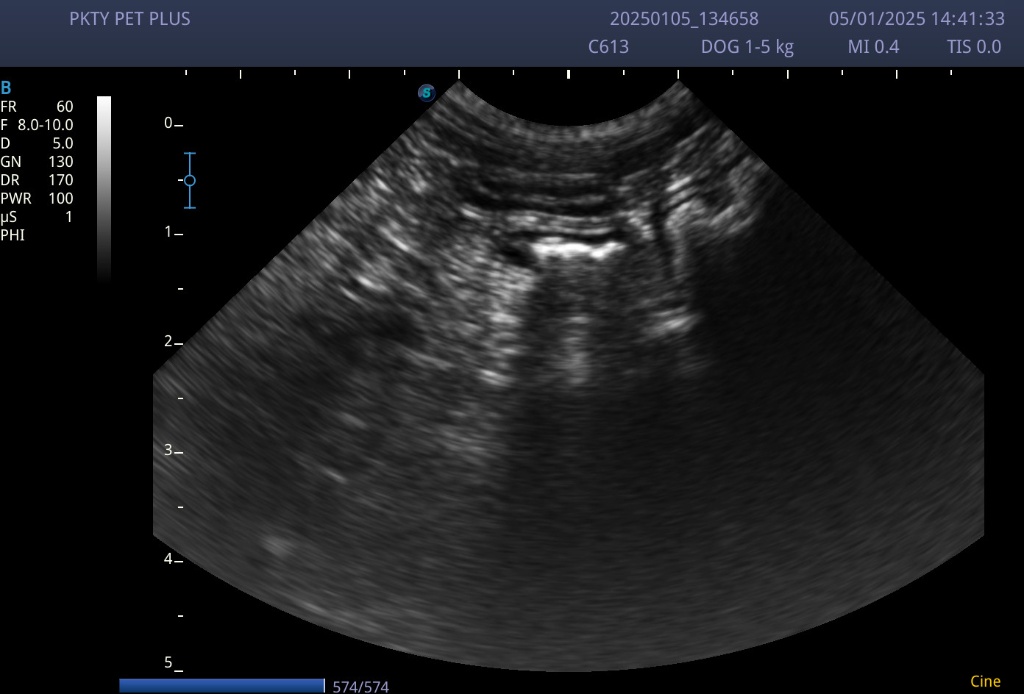 PKTY PET PLUS
20250105_134658
05/01/2025 14:41:33
C613
DOG 1-5 kg
MI 0.4
TIS 0.0
B
FR 60
F 8.0-10.0
D 5.0
GN 130
DR 170
PWR 100
µS 1
PHI
S
0
1
2
3
4
5
574/574
Cine